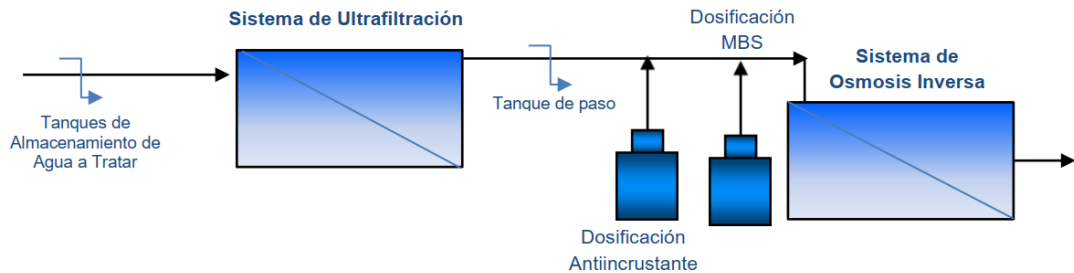 Sistema de Ultrafiltración
Tanques de
Almacenamiento de
Agua a Tratar
Tanque de paso
Dosificación
MBS
Dosificación
Antiincrustante
Sistema de
Osmosis Inversa